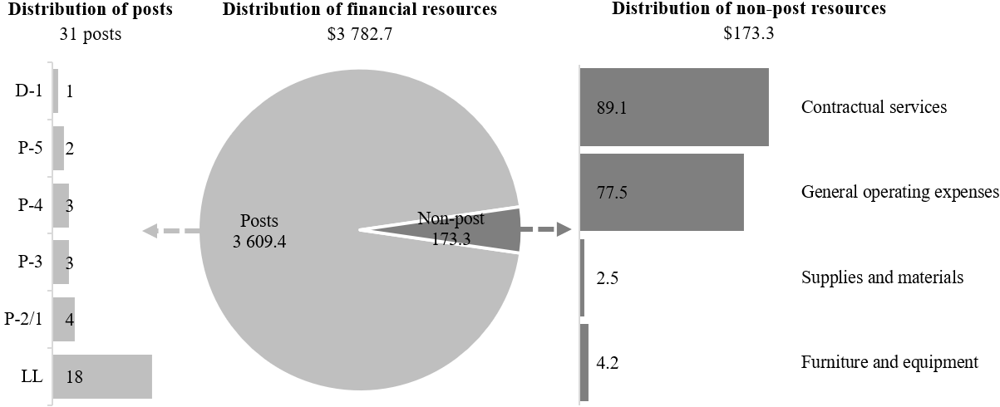 Distribution of posts
31 posts
D-1 1
P-5 2
P-4 3
P-3 3
P-2/1 4
LL 18
Distribution of financial resources
$3 782.7
Posts
3 609.4
Non-post
173.3
Distribution of non-post resources
$173.3
89.1 Contractual services
77.5 General operating expenses
2.5 Supplies and materials
4.2 Furniture and equipment